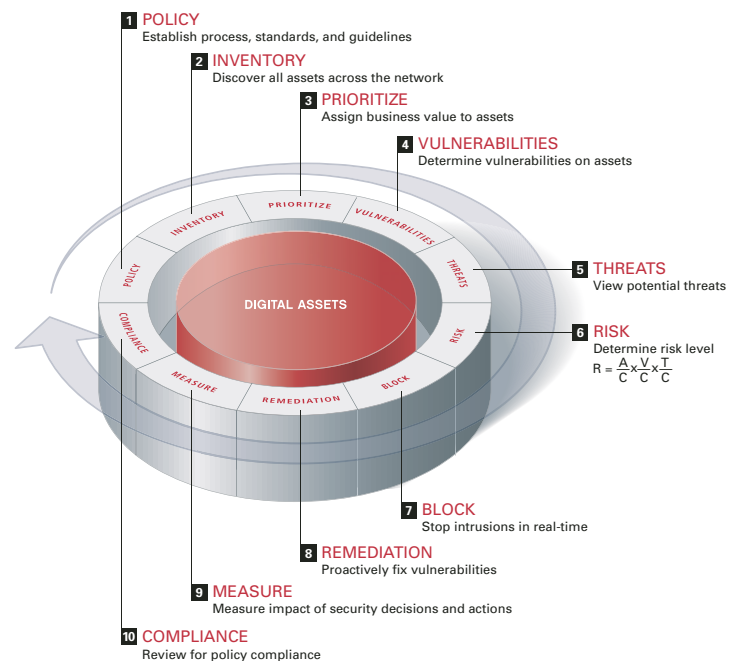 1 POLICY
Establish process, standards, and guidelines
2 INVENTORY
Discover all assets across the network
3 PRIORITIZE
Assign business value to assets
4 VULNERABILITIES
Determine vulnerabilities on assets
5 THREATS
View potential threats
6 RISK
Determine risk level
R = A/C x V/C x T/C
PRIORITIZE
INVENTORY
VULNERABILITIES
POLICY
THREATS
DIGITAL ASSETS
COMPLIANCE
RISK
MEASURE
BLOCK
REMEDIATION
7 BLOCK
Stop intrusions in real-time
8 REMEDIATION
Proactively fix vulnerabilities
9 MEASURE
Measure impact of security decisions and actions
10 COMPLIANCE
Review for policy compliance